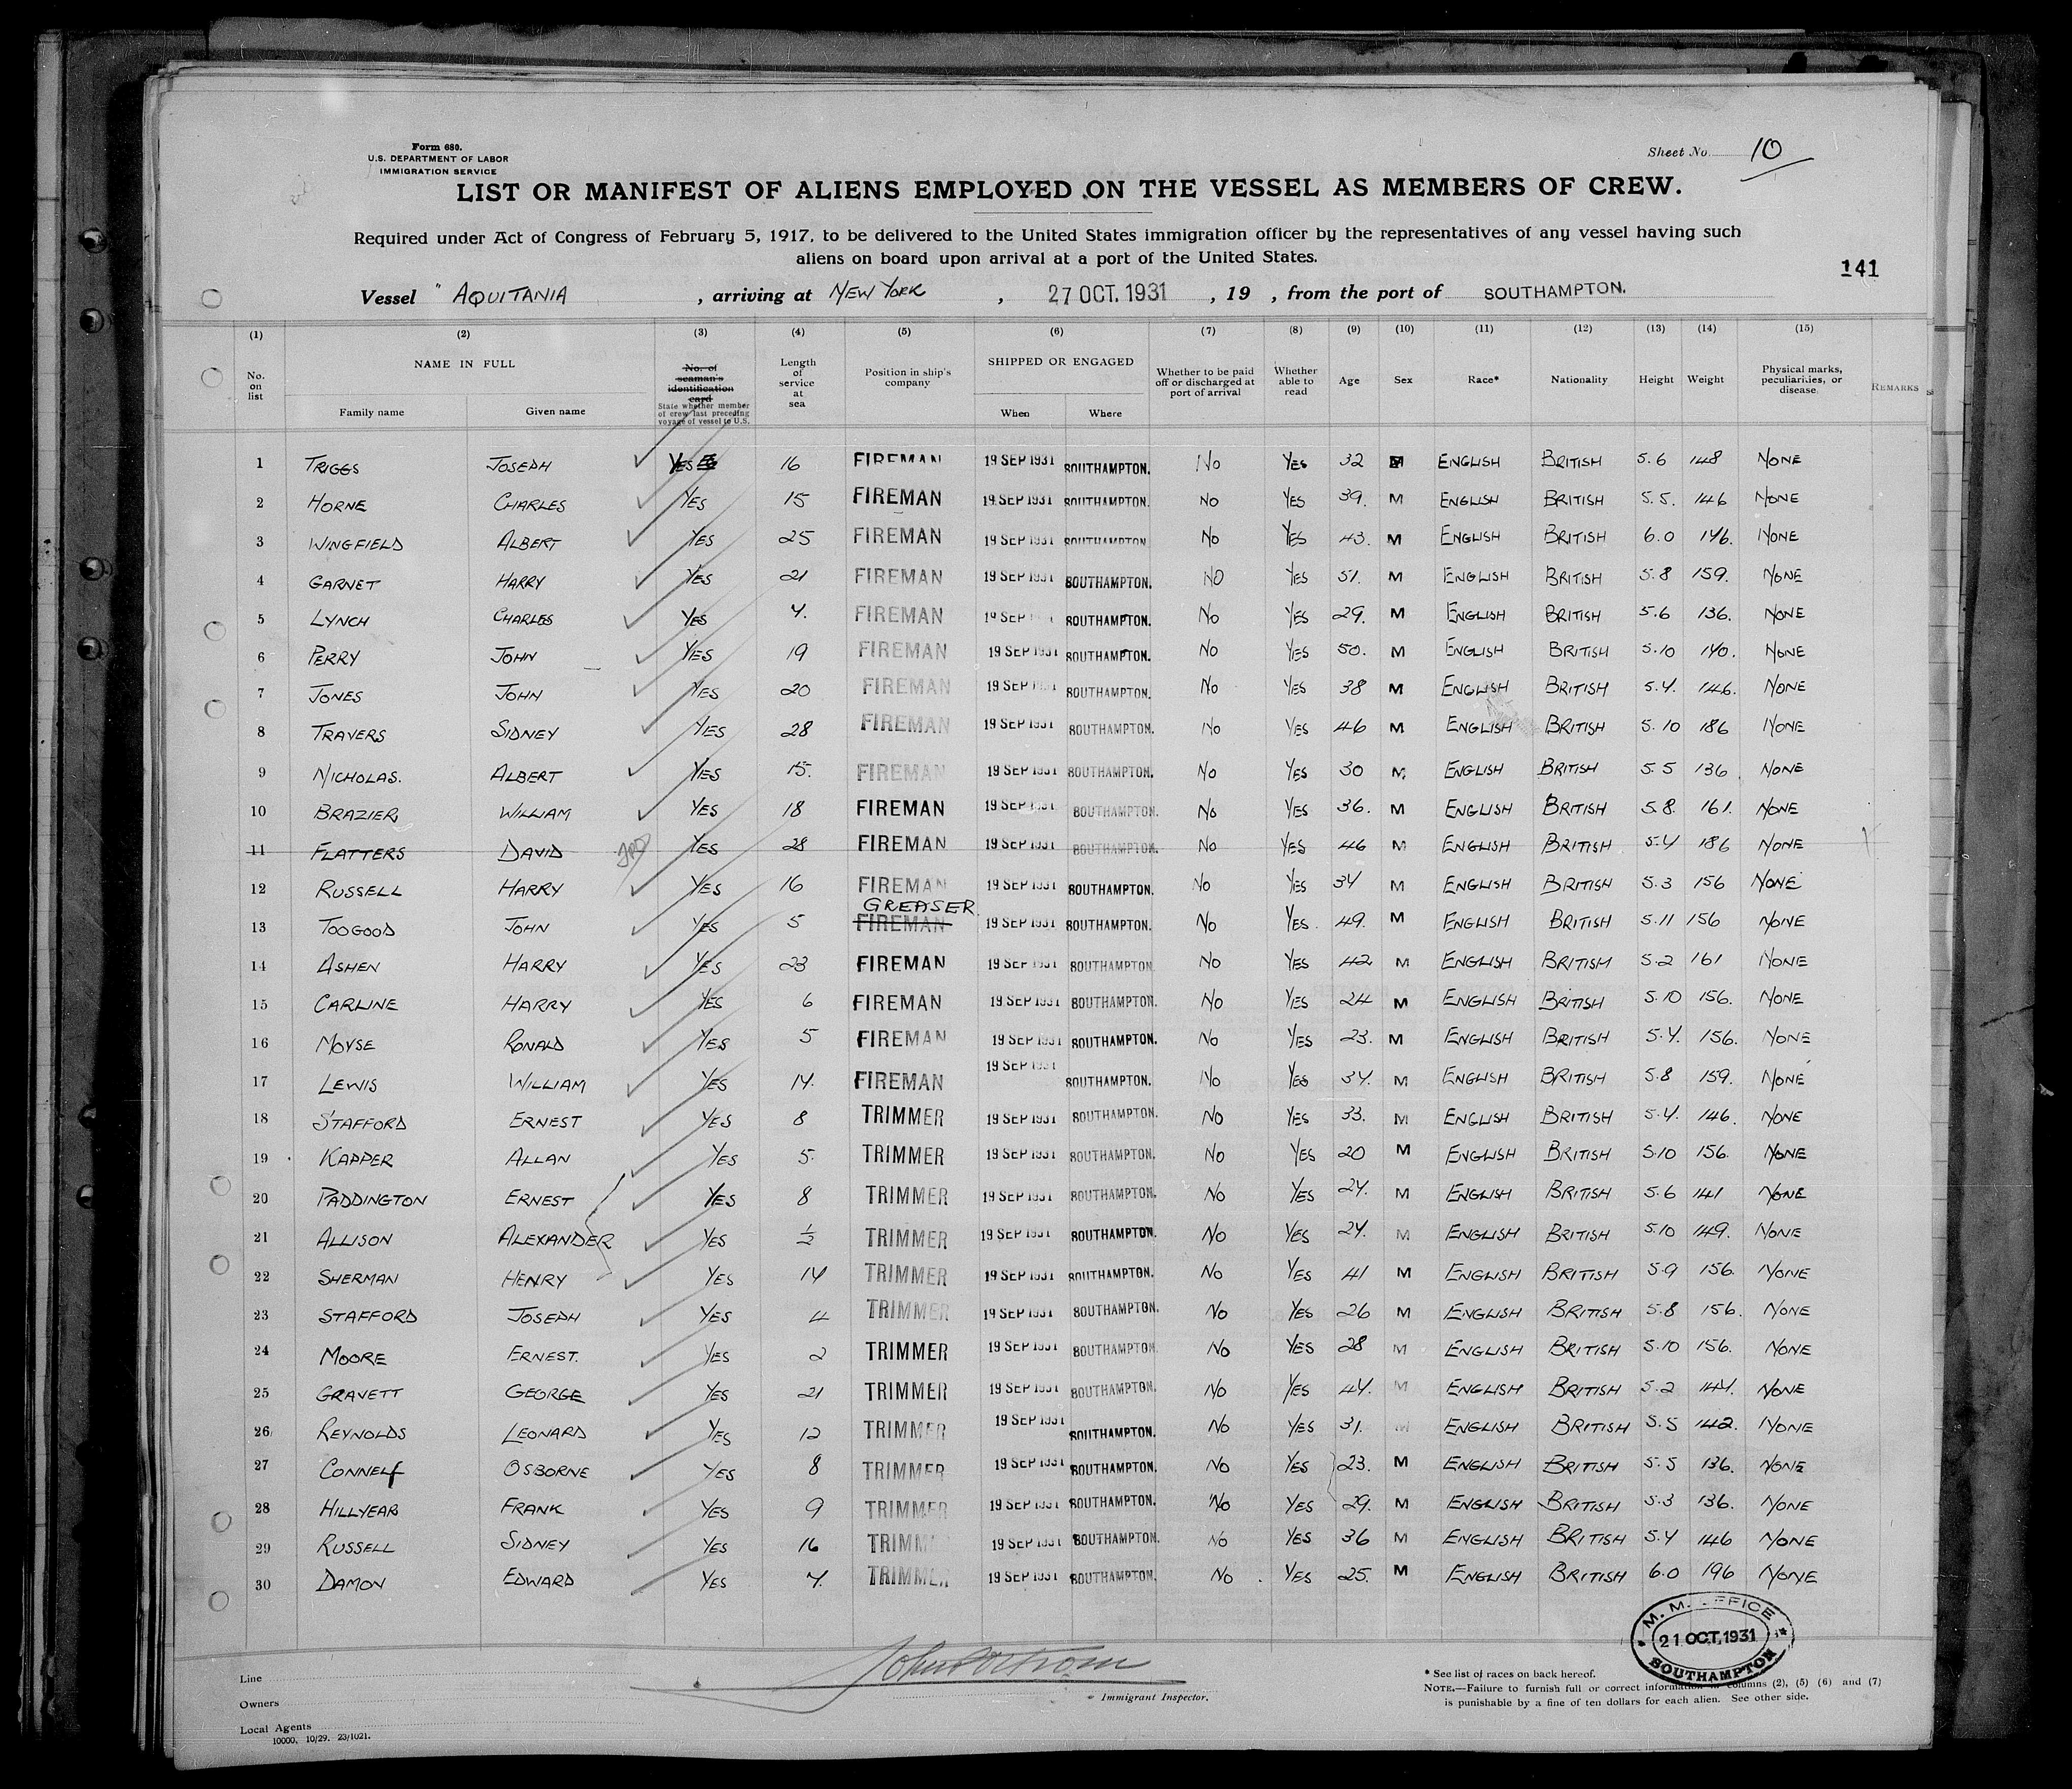 Form 680.
U.S. DEPARTMENT OF LABOR
IMMIGRATION SERVICE
Sheet No. 10
LIST OR MANIFEST OF ALIENS EMPLOYED ON THE VESSEL AS MEMBERS OF CREW.
Required under Act of Congress of February 5, 1917, to be delivered to the United States immigration officer by the representatives of any vessel having such
aliens on board upon arrival at a port of the United States.
141
Vessel " AQUITANIA , arriving at NEW YORK , 27 OCT. 1931 , 19 , from the port of SOUTHAMPTON.
(1) (2) (3) (4) (5) (6) (7) (8) (9) (10) (11) (12) (13) (14) (15)
No. on list NAME IN FULL Family name Given name No. of seaman's identification card State whether member of crew last preceding voyage of vessel to U.S. Length of service at sea Position in ship's company SHIPPED OR ENGAGED When Where Whether to be paid off or discharged at port of arrival Whether able to read Age Sex Race* Nationality Height Weight Physical marks, peculiarities, or disease. REMARKS
1 TRIGGS JOSEPH YES 16 FIREMAN 19 SEP 1931 SOUTHAMPTON. No YES 32 M ENGLISH BRITISH 5.6 148 NONE
2 HORNE CHARLES YES 15 FIREMAN 19 SEP 1931 SOUTHAMPTON. No YES 39. M ENGLISH BRITISH 5.5. 146 NONE
3 WINGFIELD ALBERT YES 25 FIREMAN 19 SEP 1931 SOUTHAMPTON No YES 43. M ENGLISH BRITISH 6.0 146. NONE
4 GARNET HARRY YES 21 FIREMAN 19 SEP 1931 SOUTHAMPTON. NO YES 51. M ENGLISH BRITISH 5.8 159. NONE
5 LYNCH CHARLES YES 4. FIREMAN 19 SEP SOUTHAMPTON. No YES 29. M ENGLISH BRITISH 5.6 136. NONE
6 PERRY JOHN YES 19 FIREMAN 19 SEP 1931 SOUTHAMPTON. No YES 50. M ENGLISH BRITISH 5.10 140. NONE
7 JONES JOHN YES 20 FIREMAN 19 SEP 1931 SOUTHAMPTON. No YES 38 M ENGLISH BRITISH 5.4. 146. NONE
8 TRAVERS SIDNEY YES 28 FIREMAN 19 SEP 1931 SOUTHAMPTON. No YES 46 M ENGLISH BRITISH 5.10 186 NONE
9 NICHOLAS. ALBERT YES 15. FIREMAN 19 SEP 1931 SOUTHAMPTON. No YES 30 M ENGLISH BRITISH 5.5 136. NONE
10 BRAZIER WILLIAM YES 18 FIREMAN 19 SEP 1931 SOUTHAMPTON. No YES 36. M ENGLISH BRITISH 5.8. 161. NONE
11 FLATTERS DAVID YES 28 FIREMAN 19 SEP 1931 SOUTHAMPTON. No YES 46 M ENGLISH BRITISH 5.4 186 NONE
12 RUSSELL HARRY YES 16 FIREMAN 19 SEP 1931 SOUTHAMPTON. No YES 34 M ENGLISH BRITISH 5.3 156 NONE
GREASER
13 TOOGOOD JOHN YES 5 FIREMAN 19 SEP 1931 SOUTHAMPTON. No YES. 49. M ENGLISH BRITISH 5.11 156 NONE
14 ASHEN HARRY YES 23 FIREMAN 19 SEP 1931 SOUTHAMPTON No YES 42 M ENGLISH BRITISH 5.2 161 NONE
15 CARLINE HARRY YES 6 FIREMAN 19 SEP 1931 SOUTHAMPTON. No YES 24 M ENGLISH BRITISH 5.10 156. NONE
16 MOYSE RONALD YES 5 FIREMAN 19 SEP 1931 SOUTHAMPTON. No YES 23. M ENGLISH BRITISH 5.4. 156. NONE
17 LEWIS WILLIAM YES 14. FIREMAN 19 SEP 1931 SOUTHAMPTON. No YES 34. M ENGLISH BRITISH 5.8 159. NONE
18 STAFFORD ERNEST YES 8 TRIMMER 19 SEP 1931 SOUTHAMPTON. No YES 33. M ENGLISH BRITISH 5.4. 146. NONE
19 KAPPER ALLAN YES 5. TRIMMER 19 SEP 1931 SOUTHAMPTON. No YES 20 M ENGLISH BRITISH 5.10 156. NONE
20 PADDINGTON ERNEST YES 8 TRIMMER 19 SEP 1931 SOUTHAMPTON. No YES 24. M ENGLISH BRITISH 5.6 141 NONE
21 ALLISON ALEXANDER YES ½ TRIMMER 19 SEP 1931 SOUTHAMPTON. No YES 24. M ENGLISH BRITISH 5.10 149. NONE
22 SHERMAN HENRY YES 14 TRIMMER 19 SEP 1931 SOUTHAMPTON. No YES 41 M ENGLISH BRITISH 5.9 156. NONE
23 STAFFORD JOSEPH YES 4 TRIMMER 19 SEP 1931 SOUTHAMPTON. No YES 26 M ENGLISH BRITISH 5.8 156. NONE
24 MOORE ERNEST. YES 2 TRIMMER 19 SEP 1931 SOUTHAMPTON. No YES 28 M ENGLISH BRITISH 5.10 156. NONE
25 GRAVETT GEORGE YES 21 TRIMMER 19 SEP 1931 SOUTHAMPTON. No YES 44. M ENGLISH BRITISH 5.2 144. NONE
26 REYNOLDS LEONARD YES 12 TRIMMER 19 SEP 1931 SOUTHAMPTON. No YES 31. M ENGLISH BRITISH 5.5 142. NONE
27 OSBORNE YES 8 TRIMMER 19 SEP 1931 SOUTHAMPTON. No YES 23. M ENGLISH BRITISH 5.5 136. NONE
28 HILLYEAR FRANK YES 9 TRIMMER 19 SEP 1931 SOUTHAMPTON. No YES 29. M ENGLISH BRITISH 5.3 136. NONE
29 RUSSELL SIDNEY YES 16 TRIMM 19 SEP 1931 SOUTHAMPTON. No YES 36 M ENGLISH BRITISH 5.4 146 NONE
30 DAMON EDWARD YES 4. TRIMMER 19 SEP 1931 SOUTHAMPTON. No. YES 25. M ENGLISH BRITISH 6.0 196 NONE
M. M. OFFICE
21 OCT. 1931
SOUTHAMPTON
Line
Owners
Local Agents
10000. 10/29. 23/1021.
Immigrant Inspector.
* See list of races on back hereof.
NOTE.—Failure to furnish full or correct information in columns (2), (5) (6) and (7)
is punishable by a fine of ten dollars for each alien. See other side.